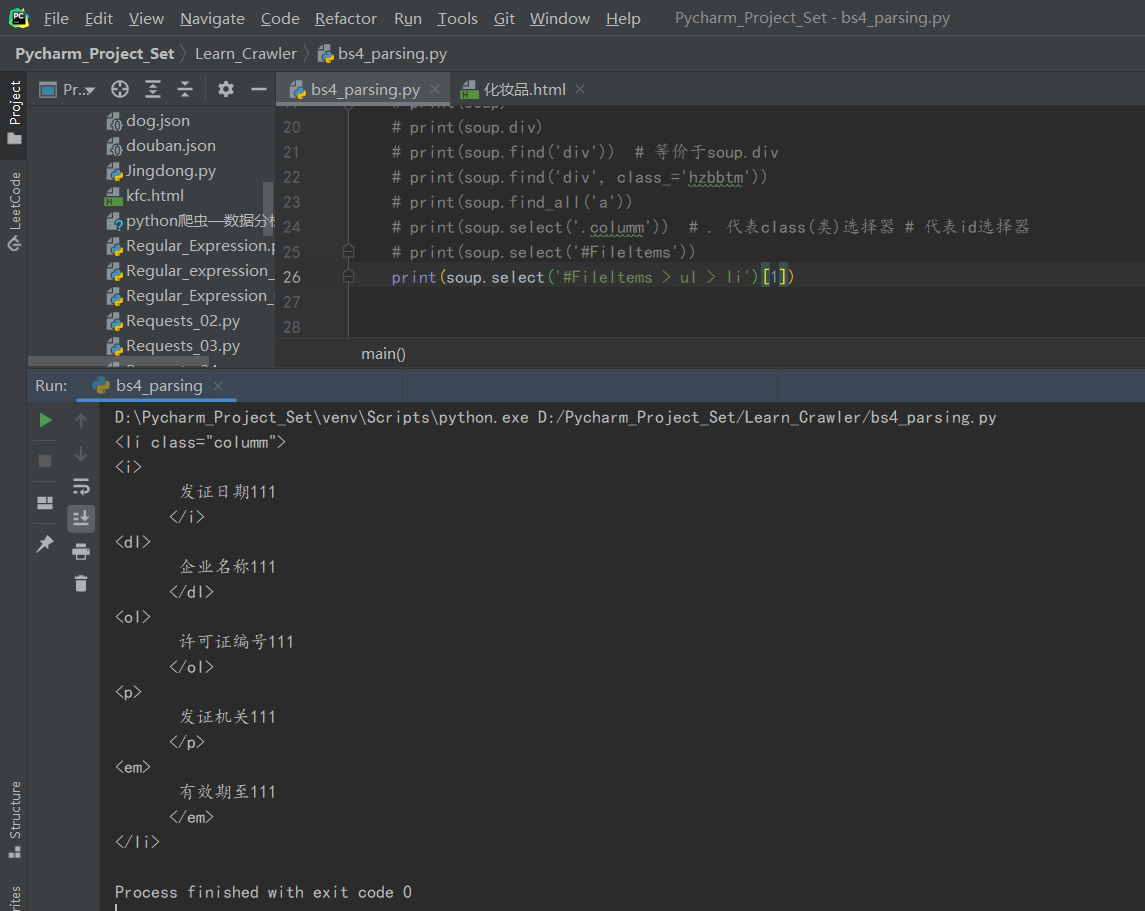 PC File Edit View Navigate Code Refactor Run Tools Git Window Help Pycharm_Project_Set - bs4_parsing.py
Pycharm_Project_Set Learn_Crawler bs4_parsing.py
Project
LeetCode
Structure
Pr..
dog.json
douban.json
Jingdong.py
kfc.html
python爬虫—数据分析
Regular_Expression.p
Regular_expression_
Regular_Expression_
Requests_02.py
Requests_03.py
bs4_parsing.py 化妆品.html
20 # print(soup.div)
21 # print(soup.find('div')) # 等价于soup.div
22 # print(soup.find('div', class_='hzbbtm'))
23 # print(soup.find_all('a'))
24 # print(soup.select('.columm')) # . 代表class(类)选择器 # 代表id选择器
25 # print(soup.select('#FileItems'))
26 print(soup.select('#FileItems > ul > li')[1])
27
28
main()
Run: bs4_parsing
D:\Pycharm_Project_Set\venv\Scripts\python.exe D:/Pycharm_Project_Set/Learn_Crawler/bs4_parsing.py
<li class="columm">
<i>
发证日期111
</i>
<dl>
企业名称111
</dl>
<ol>
许可证编号111
</ol>
<p>
发证机关111
</p>
<em>
有效期至111
</em>
</li>
Process finished with exit code 0